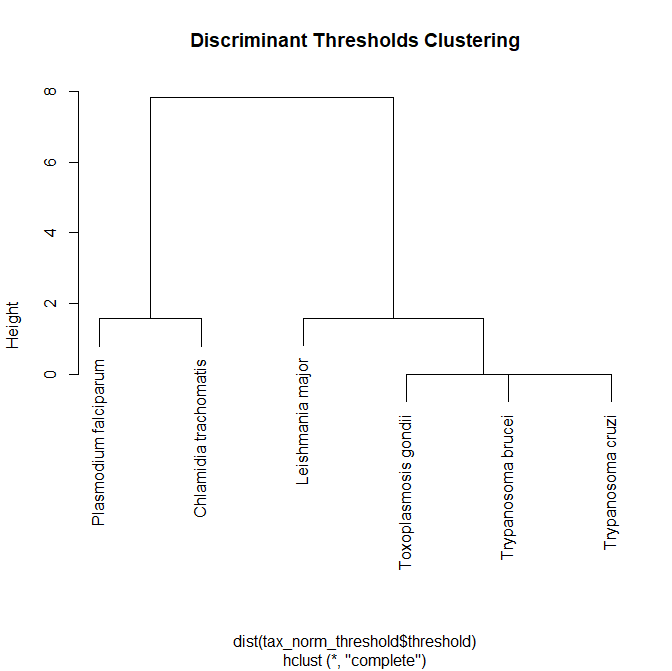 Discriminant Thresholds Clustering
Height
8
6
4
2
0
Plasmodium falciparum
Chlamidia trachomatis
Leishmania major
Toxoplasmosis gondii
Trypanosoma brucei
Trypanosoma cruzi
dist(tax_norm_threshold$threshold)
hclust (*, "complete")